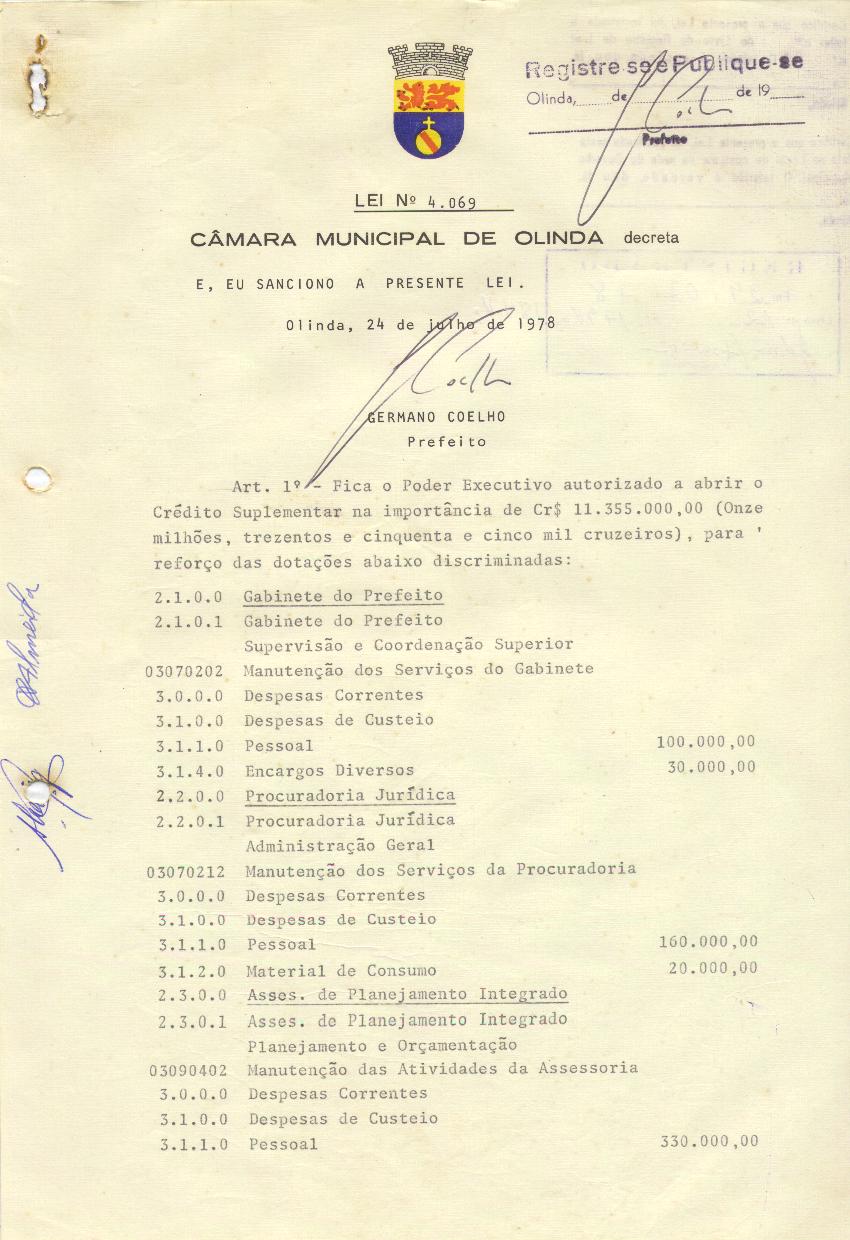 Registre-se e Publique-se
Olinda, de de 19
Prefeito
LEI Nº 4.069
CÂMARA MUNICIPAL DE OLINDA decreta
E, EU SANCIONO A PRESENTE LEI.
Olinda, 24 de julho de 1978
Coelho
GERMANO COELHO
Prefeito
Art. 1º - Fica o Poder Executivo autorizado a abrir o
Crédito Suplementar na importância de Cr$ 11.355.000,00 (Onze
milhões, trezentos e cinquenta e cinco mil cruzeiros), para '
reforço das dotações abaixo discriminadas:
2.1.0.0 Gabinete do Prefeito
2.1.0.1 Gabinete do Prefeito
Supervisão e Coordenação Superior
03070202 Manutenção dos Serviços do Gabinete
3.0.0.0 Despesas Correntes
3.1.0.0 Despesas de Custeio
3.1.1.0 Pessoal 100.000,00
3.1.4.0 Encargos Diversos 30.000,00
2.2.0.0 Procuradoria Jurídica
2.2.0.1 Procuradoria Jurídica
Administração Geral
03070212 Manutenção dos Serviços da Procuradoria
3.0.0.0 Despesas Correntes
3.1.0.0 Despesas de Custeio
3.1.1.0 Pessoal 160.000,00
3.1.2.0 Material de Consumo 20.000,00
2.3.0.0 Asses. de Planejamento Integrado
2.3.0.1 Asses. de Planejamento Integrado
Planejamento e Orçamentação
03090402 Manutenção das Atividades da Assessoria
3.0.0.0 Despesas Correntes
3.1.0.0 Despesas de Custeio
3.1.1.0 Pessoal 330.000,00